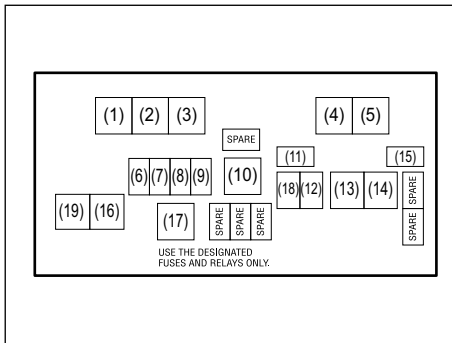 (1) (2) (3) (4) (5)
SPARE
(11) (15)
(6) (7) (8) (9) (10) (18) (12) (13) (14) SPARE
(19) (16) (17) SPARE SPARE SPARE SPARE
USE THE DESIGNATED
FUSES AND RELAYS ONLY.